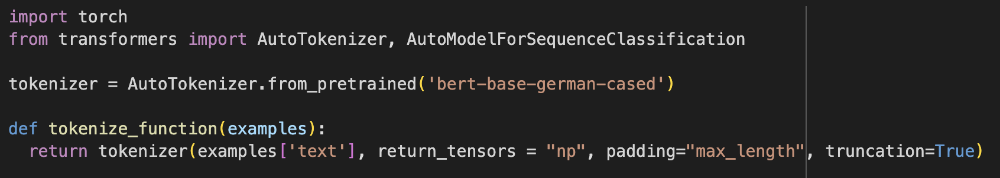 import torch
from transformers import AutoTokenizer, AutoModelForSequenceClassification
tokenizer = AutoTokenizer.from_pretrained('bert-base-german-cased')
def tokenize_function(examples):
  return tokenizer(examples['text'], return_tensors = "np", padding="max_length", truncation=True)